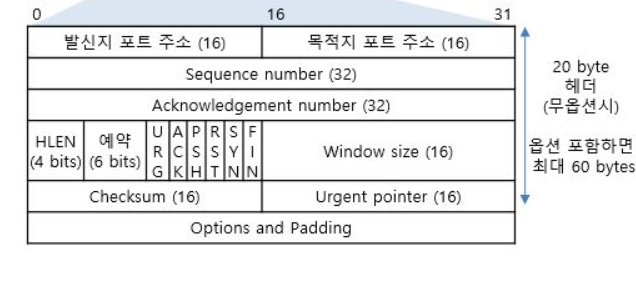 0 16 31
발신지 포트 주소 (16) 목적지 포트 주소 (16)
Sequence number (32)
Acknowledgement number (32)
HLEN
(4 bits)
예약
(6 bits)
URG
ACK
PSH
RST
SYN
FIN
Window size (16)
Checksum (16) Urgent pointer (16)
Options and Padding
20 byte
헤더
(무옵션시)
옵션 포함하면
최대 60 bytes